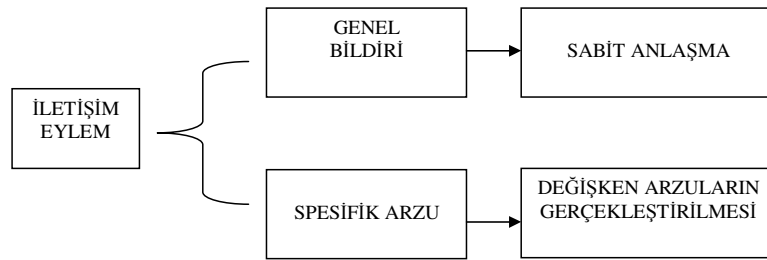 GENEL
BİLDİRİ
SABİT ANLAŞMA
İLETİŞİM
EYLEM
SPESİFİK ARZU
DEĞİŞKEN ARZULARIN
GERÇEKLEŞTİRİLMESİ